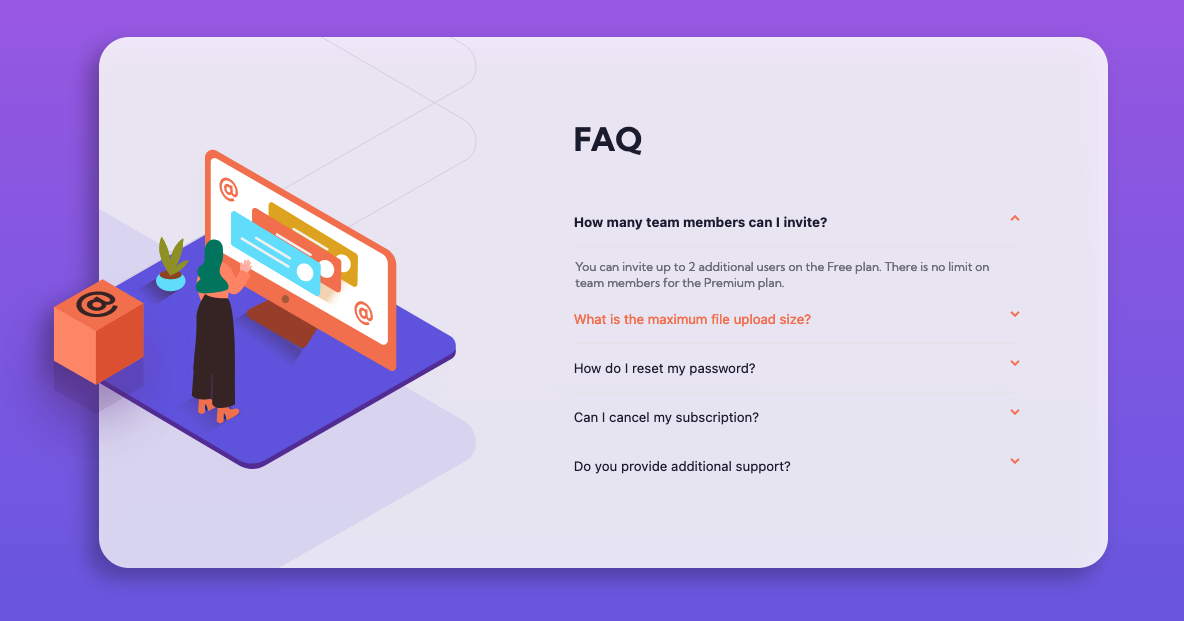 FAQ
How many team members can I invite?
You can invite up to 2 additional users on the Free plan. There is no limit on
team members for the Premium plan.
What is the maximum file upload size?
How do I reset my password?
Can I cancel my subscription?
Do you provide additional support?
@
@
@